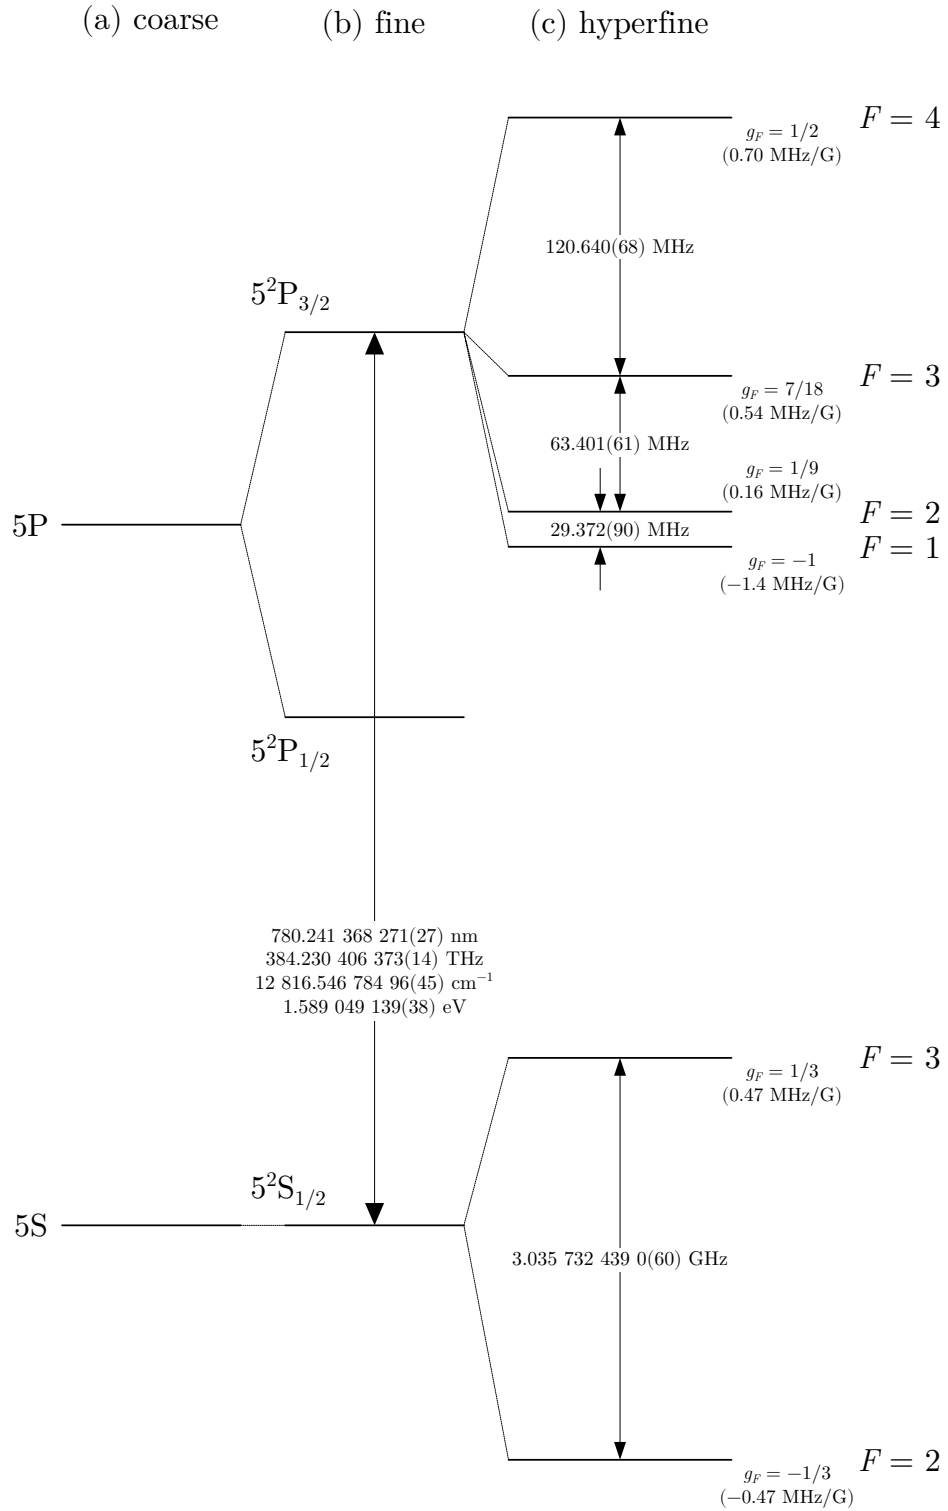 (a) coarse (b) fine (c) hyperfine
F = 4
g_F = 1/2
(0.70 MHz/G)
120.640(68) MHz
5²P₃/₂
F = 3
g_F = 7/18
(0.54 MHz/G)
63.401(61) MHz
g_F = 1/9
(0.16 MHz/G)
5P
F = 2
29.372(90) MHz
F = 1
g_F = −1
(−1.4 MHz/G)
5²P₁/₂
780.241 368 271(27) nm
384.230 406 373(14) THz
12 816.546 784 96(45) cm⁻¹
1.589 049 139(38) eV
F = 3
g_F = 1/3
(0.47 MHz/G)
5²S₁/₂
5S
3.035 732 439 0(60) GHz
F = 2
g_F = −1/3
(−0.47 MHz/G)